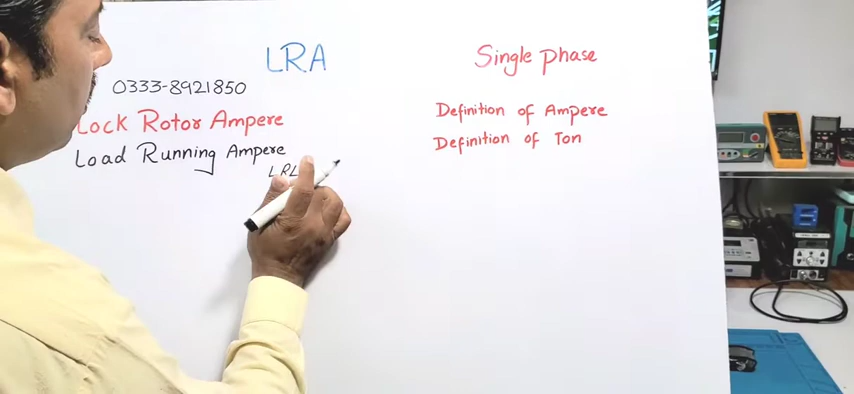 LRA
0333-8921850
Lock Rotor Ampere
Load Running Ampere
LRL
Single Phase
Definition of Ampere
Definition of Ton